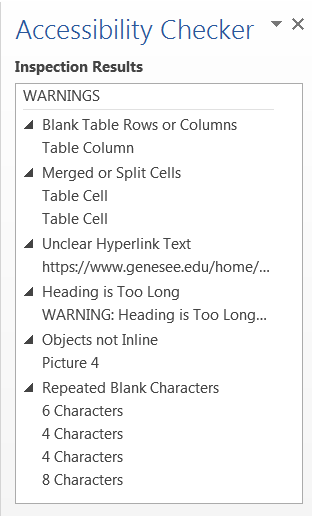 Accessibility Checker
Inspection Results
WARNINGS
Blank Table Rows or Columns
Table Column
Merged or Split Cells
Table Cell
Table Cell
Unclear Hyperlink Text
https://www.genesee.edu/home/...
Heading is Too Long
WARNING: Heading is Too Long...
Objects not Inline
Picture 4
Repeated Blank Characters
6 Characters
4 Characters
4 Characters
8 Characters